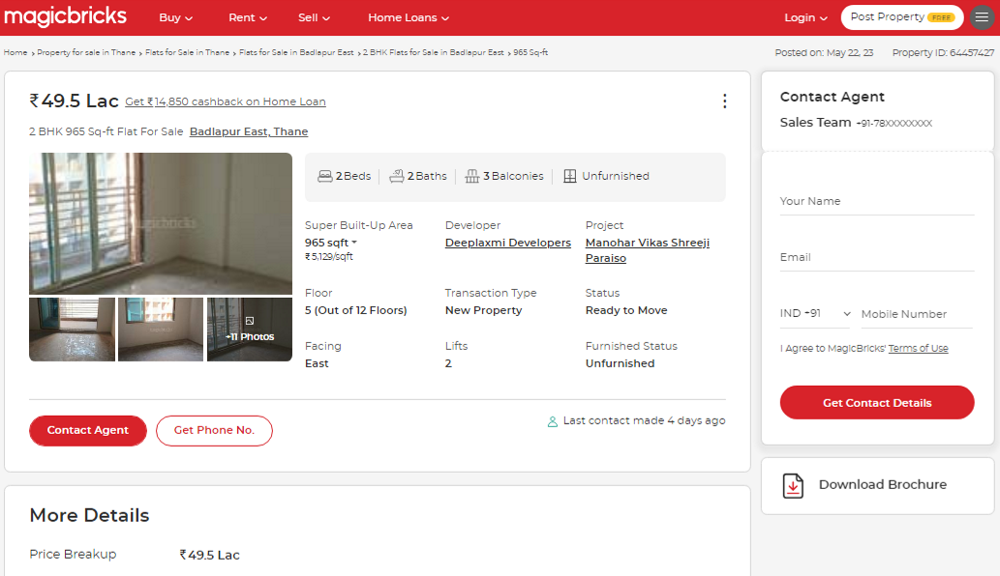 magicbricks
Buy
Rent
Sell
Home Loans
Login
Post Property FREE
Home > Property for sale in Thane > Flats for Sale in Thane > Flats for Sale in Badlapur East > 2 BHK Flats for Sale in Badlapur East > 965 Sq-ft
Posted on: May 22, 23 Property ID: 64457427
₹49.5 Lac Get ₹14,850 cashback on Home Loan
2 BHK 965 Sq-ft Flat For Sale Badlapur East, Thane
magicbricks
+11 Photos
2 Beds
2 Baths
3 Balconies
Unfurnished
Super Built-Up Area
965 sqft
₹5,129/sqft
Developer
Deeplaxmi Developers
Project
Manohar Vikas Shreeji
Paraiso
Floor
5 (Out of 12 Floors)
Transaction Type
New Property
Status
Ready to Move
Facing
East
Lifts
2
Furnished Status
Unfurnished
Contact Agent
Get Phone No.
Last contact made 4 days ago
More Details
Price Breakup ₹49.5 Lac
Contact Agent
Sales Team +91-78XXXXXXXX
Your Name
Email
IND +91
Mobile Number
I Agree to MagicBricks' Terms of Use
Get Contact Details
Download Brochure